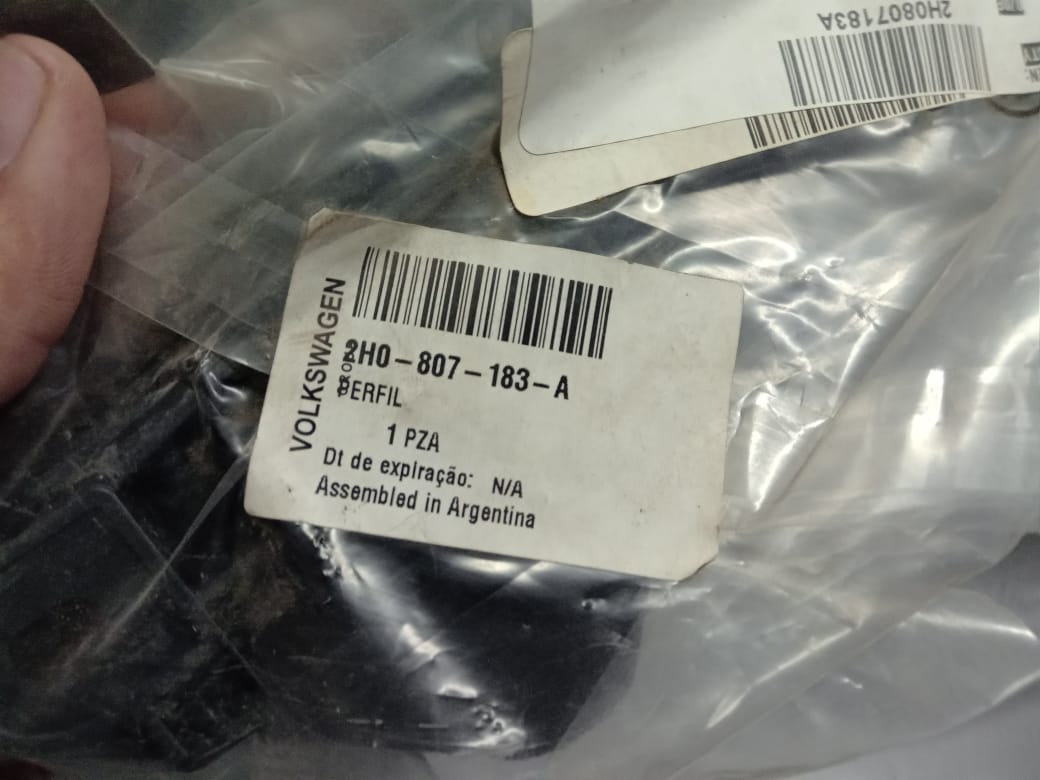 2H0807183A
VOLKSWAGEN
2H0-807-183-A
PERFIL
1 PZA
Dt de expiração: N/A
Assembled in Argentina